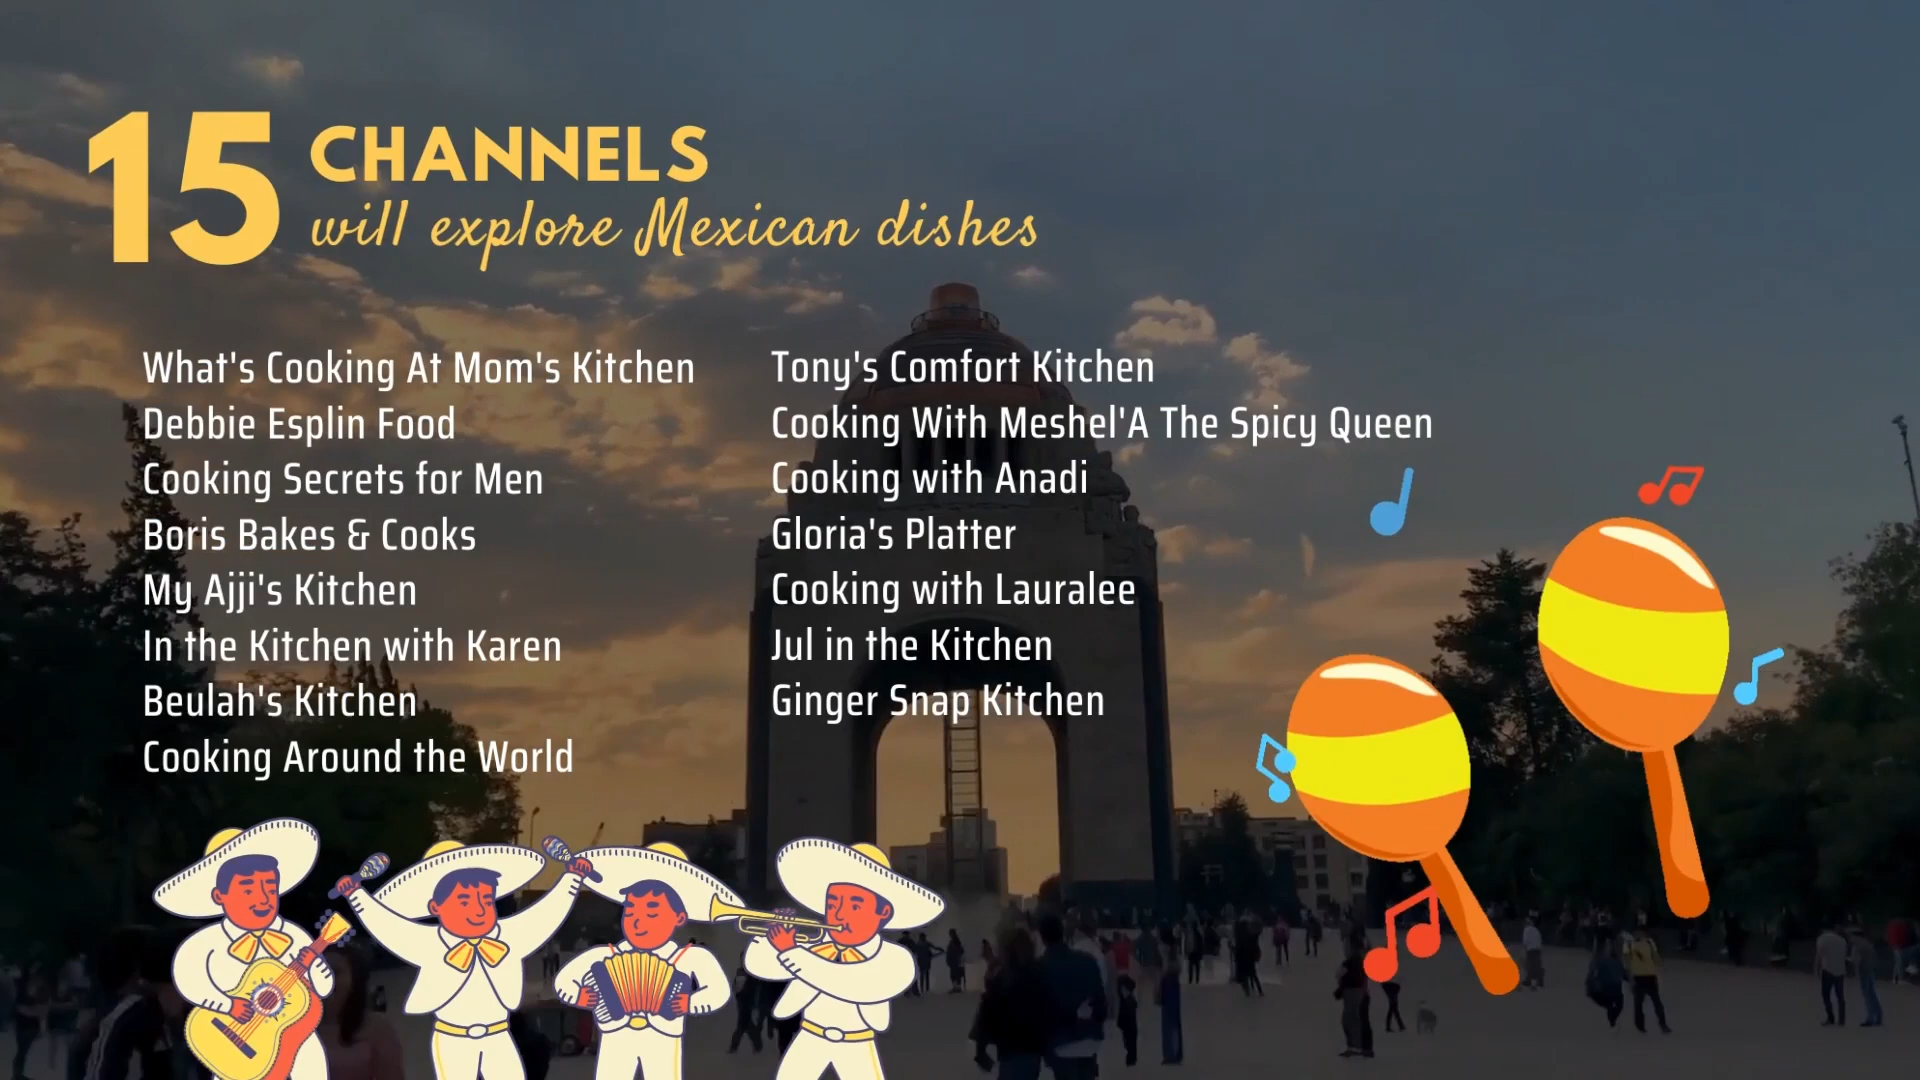 15 CHANNELS
will explore Mexican dishes
What's Cooking At Mom's Kitchen
Debbie Esplin Food
Cooking Secrets for Men
Boris Bakes & Cooks
My Ajji's Kitchen
In the Kitchen with Karen
Beulah's Kitchen
Cooking Around the World
Tony's Comfort Kitchen
Cooking With Meshel'A The Spicy Queen
Cooking with Anadi
Gloria's Platter
Cooking with Lauralee
Jul in the Kitchen
Ginger Snap Kitchen